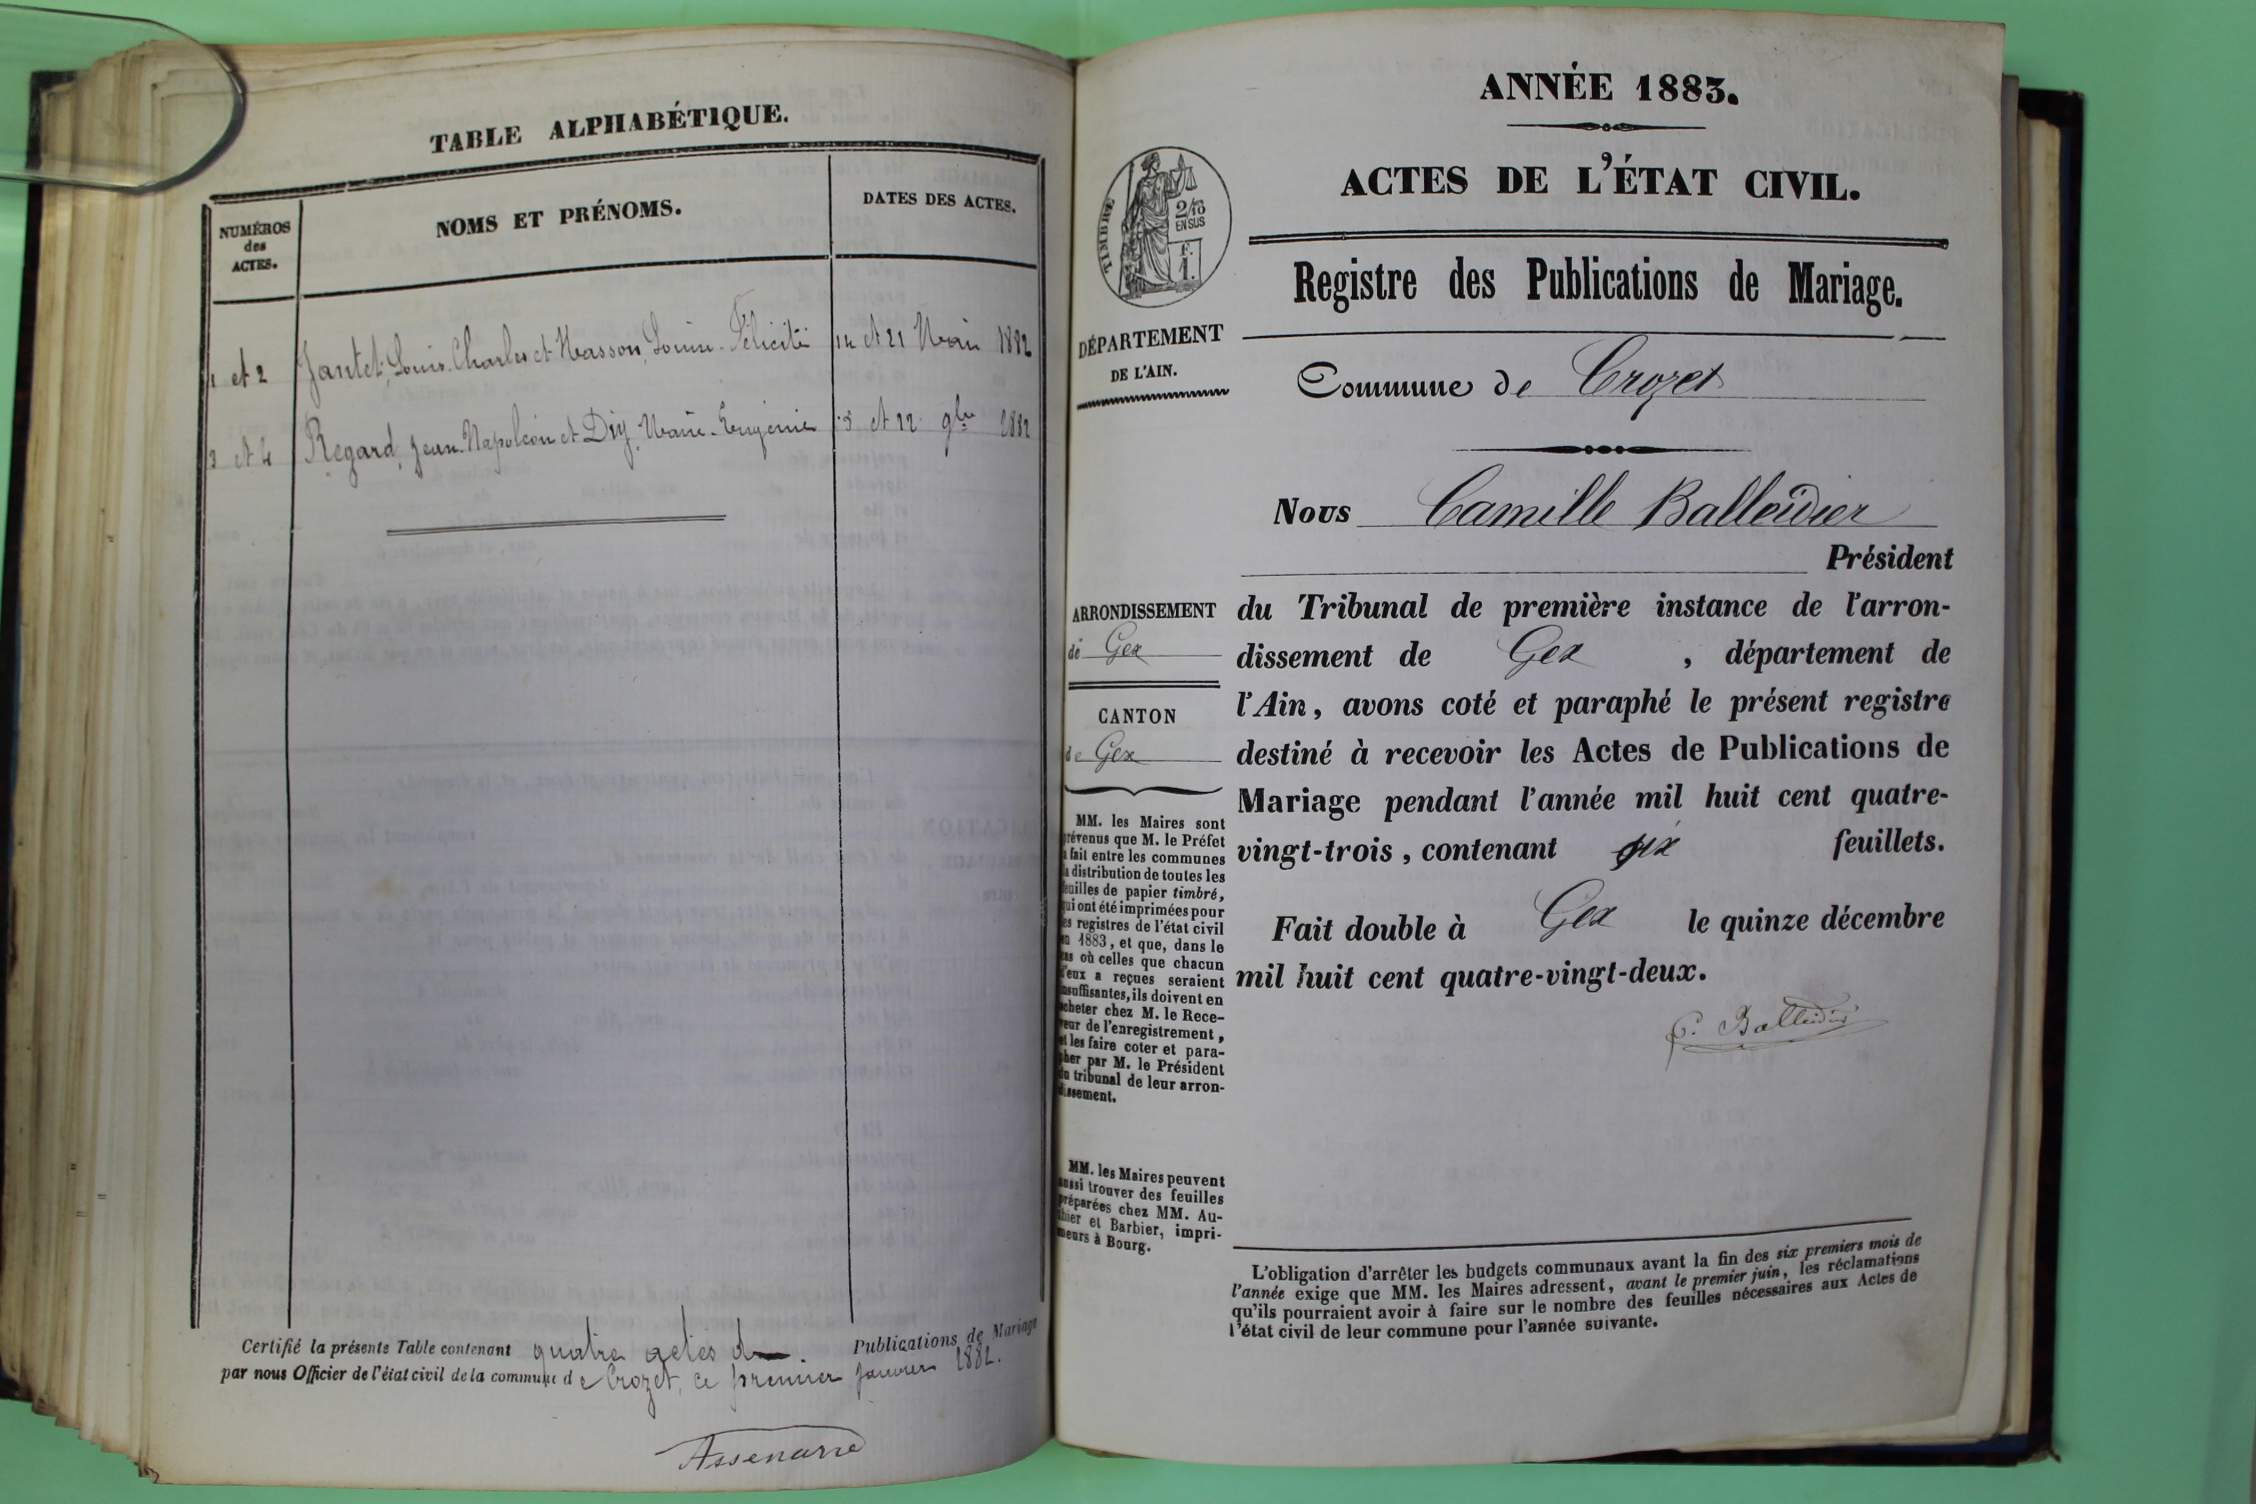 TABLE ALPHABÉTIQUE.
NUMÉROS
des
ACTES.
NOMS ET PRÉNOMS.
DATES DES ACTES.
1 et 2 Jantet, Louis-Charles et Masson, Louise-Félicité 14 et 21 Mai 1882
3 et 4 Regard, Jean-Napoléon et Diy, Marie-Eugénie 5 et 12 9bre 1882
Certifié la présente Table contenant quatre actes de Publications de Mariage
par nous Officier de l'état civil de la commune de Crozet, ce premier Janvier 1882.
Assenarre
ANNÉE 1883.
ACTES DE L'ÉTAT CIVIL.
TIMBRE
2/10
EN SUS
F.
1.
Registre des Publications de Mariage.
DÉPARTEMENT
DE L'AIN.
Commune de Crozet
Nous Camille Balleidier
Président
du Tribunal de première instance de l'arron-
dissement de Gex, département de
l'Ain, avons coté et paraphé le présent registre
destiné à recevoir les Actes de Publications de
Mariage pendant l'année mil huit cent quatre-
vingt-trois, contenant six feuillets.
Fait double à Gex le quinze décembre
mil huit cent quatre-vingt-deux.
C. Balleidier
ARRONDISSEMENT
de Gex
CANTON
de Gex
MM. les Maires sont
prévenus que M. le Préfet
a fait entre les communes
la distribution de toutes les
feuilles de papier timbré,
qui ont été imprimées pour
les registres de l'état civil
en 1883, et que, dans le
cas où celles que chacun
d'eux a reçues seraient
insuffisantes, ils doivent en
acheter chez M. le Rece-
veur de l'enregistrement,
et les faire coter et para-
pher par M. le Président
du tribunal de leur arron-
dissement.
MM. les Maires peuvent
aussi trouver des feuilles
préparées chez MM. Au-
thier et Barbier, impri-
meurs à Bourg.
L'obligation d'arrêter les budgets communaux avant la fin des six premiers mois de
l'année exige que MM. les Maires adressent, avant le premier juin, les réclamations
qu'ils pourraient avoir à faire sur le nombre des feuilles nécessaires aux Actes de
l'état civil de leur commune pour l'année suivante.